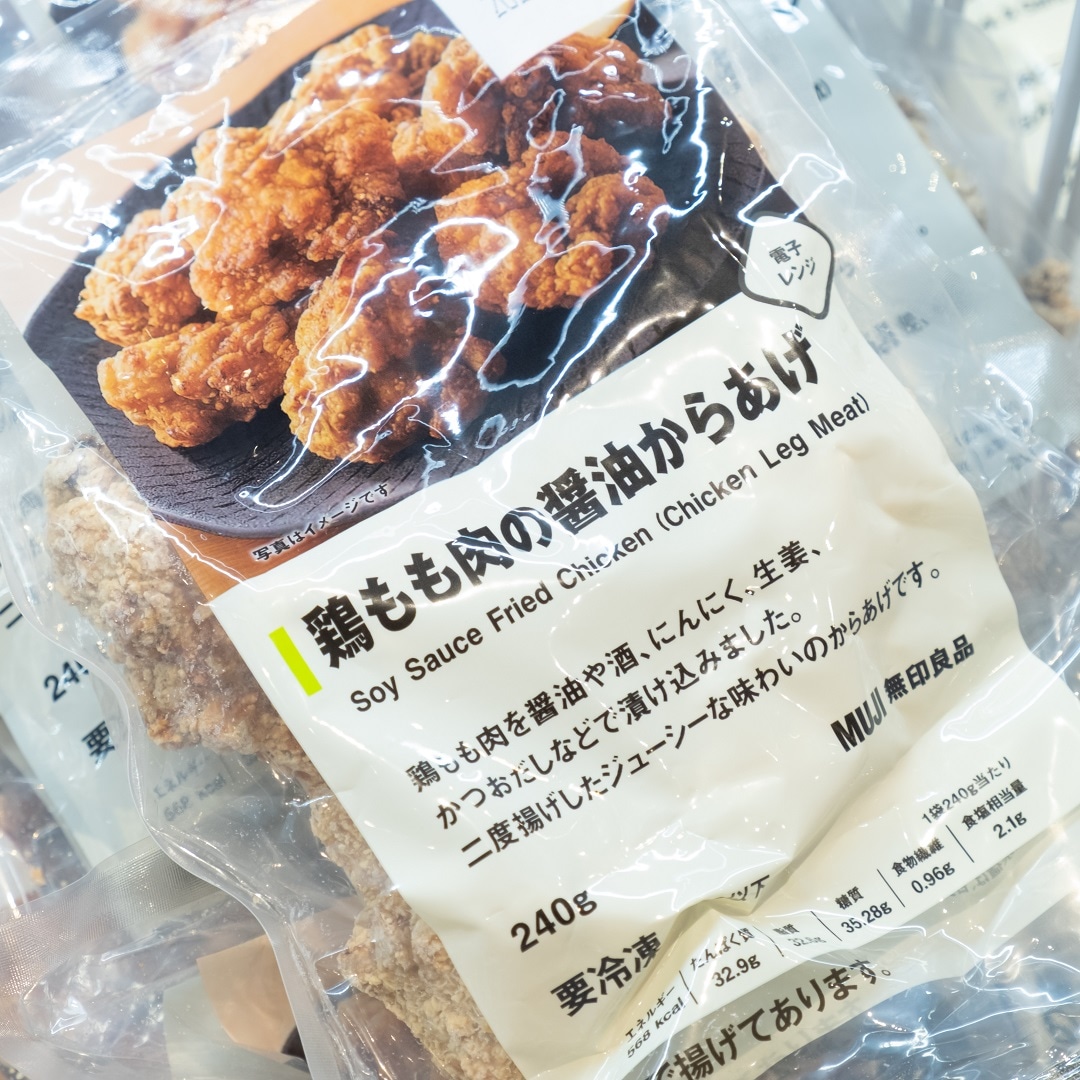 電子
レンジ
写真はイメージです
鶏もも肉の醤油からあげ
Soy Sauce Fried Chicken (Chicken Leg Meat)
鶏もも肉を醤油や酒、にんにく、生姜、
かつおだしなどで漬け込みました。
二度揚げしたジューシーな味わいのからあげです。
MUJI 無印良品
240g
要冷凍
1袋240g当たり
エネルギー たんぱく質 脂質 糖質 食物繊維 食塩相当量
568 kcal 32.9g 35.28g 0.96g 2.1g
で揚げてあります。
要